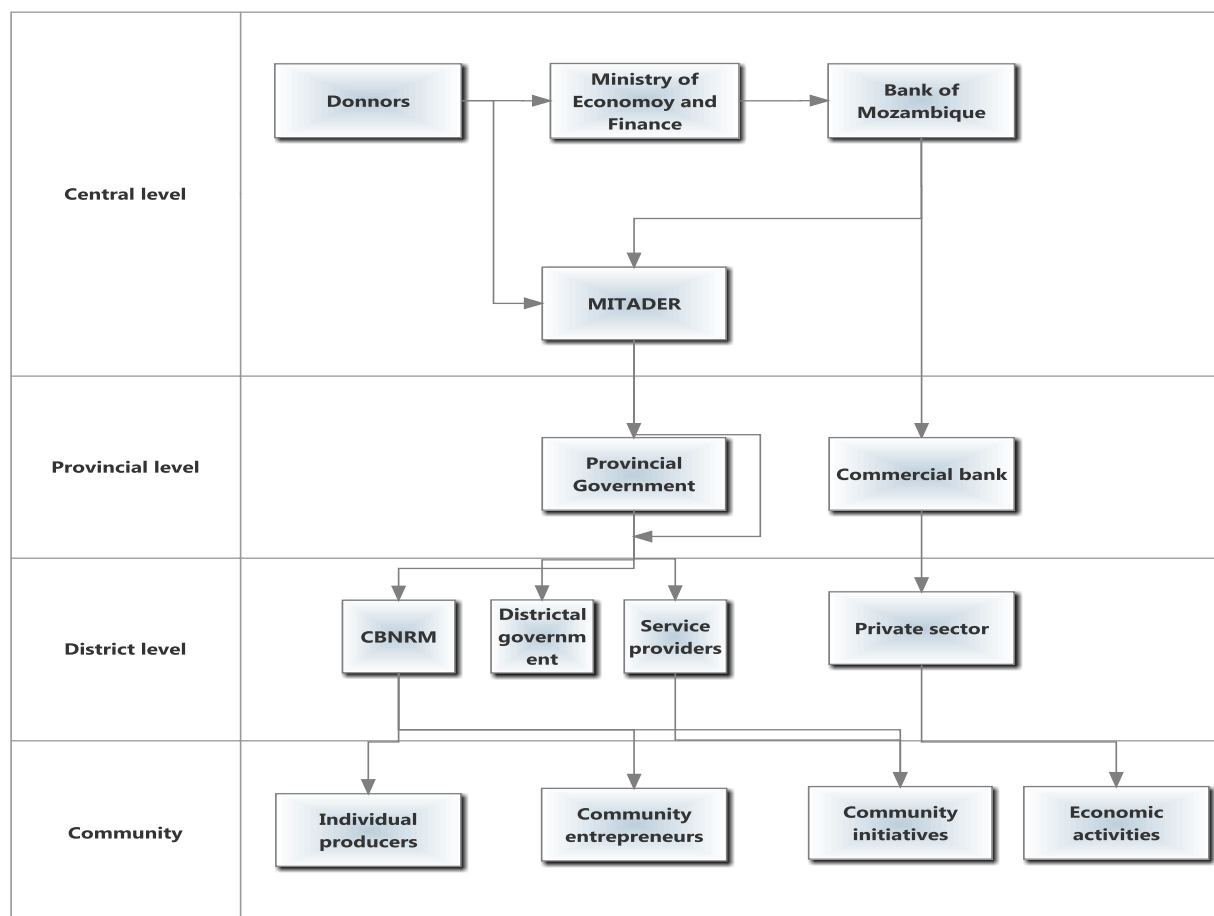 Central level
Donnors
Ministry of
Economoy and
Finance
Bank of
Mozambique
MITADER
Provincial level
Provincial
Government
Commercial bank
District level
CBNRM
Districtal
governm
ent
Service
providers
Private sector
Community
Individual
producers
Community
entrepreneurs
Community
initiatives
Economic
activities